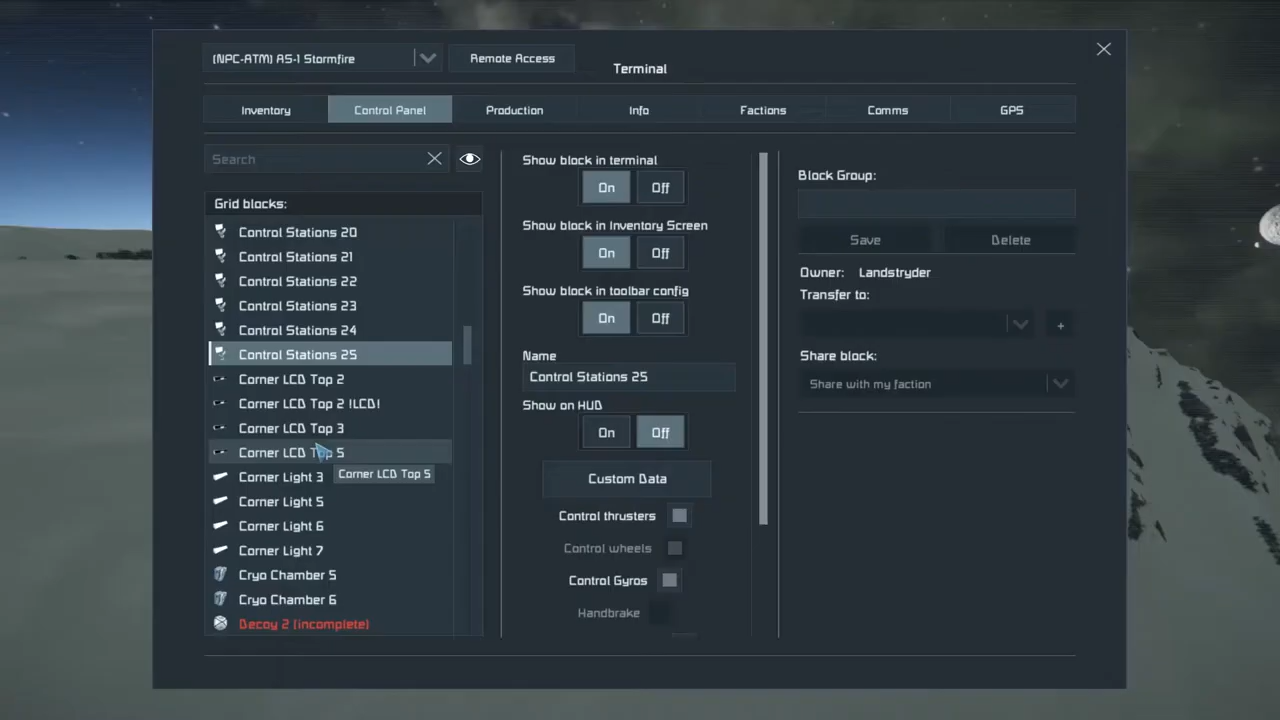 (NPC-ATM) AS-1 Stormfire
Remote Access
Terminal
Inventory
Control Panel
Production
Info
Factions
Comms
GPS
Search
Grid blocks:
Control Stations 20
Control Stations 21
Control Stations 22
Control Stations 23
Control Stations 24
Control Stations 25
Corner LCD Top 2
Corner LCD Top 2 !LCD!
Corner LCD Top 3
Corner LCD Top 5
Corner LCD Top 5
Corner Light 3
Corner Light 5
Corner Light 6
Corner Light 7
Cryo Chamber 5
Cryo Chamber 6
Decoy 2 (incomplete)
Show block in terminal
On Off
Show block in Inventory Screen
On Off
Show block in toolbar config
On Off
Name
Control Stations 25
Show on HUD
On Off
Custom Data
Control thrusters
Control wheels
Control Gyros
Handbrake
Block Group:
Save
Delete
Owner: Landstryder
Transfer to:
+
Share block:
Share with my faction